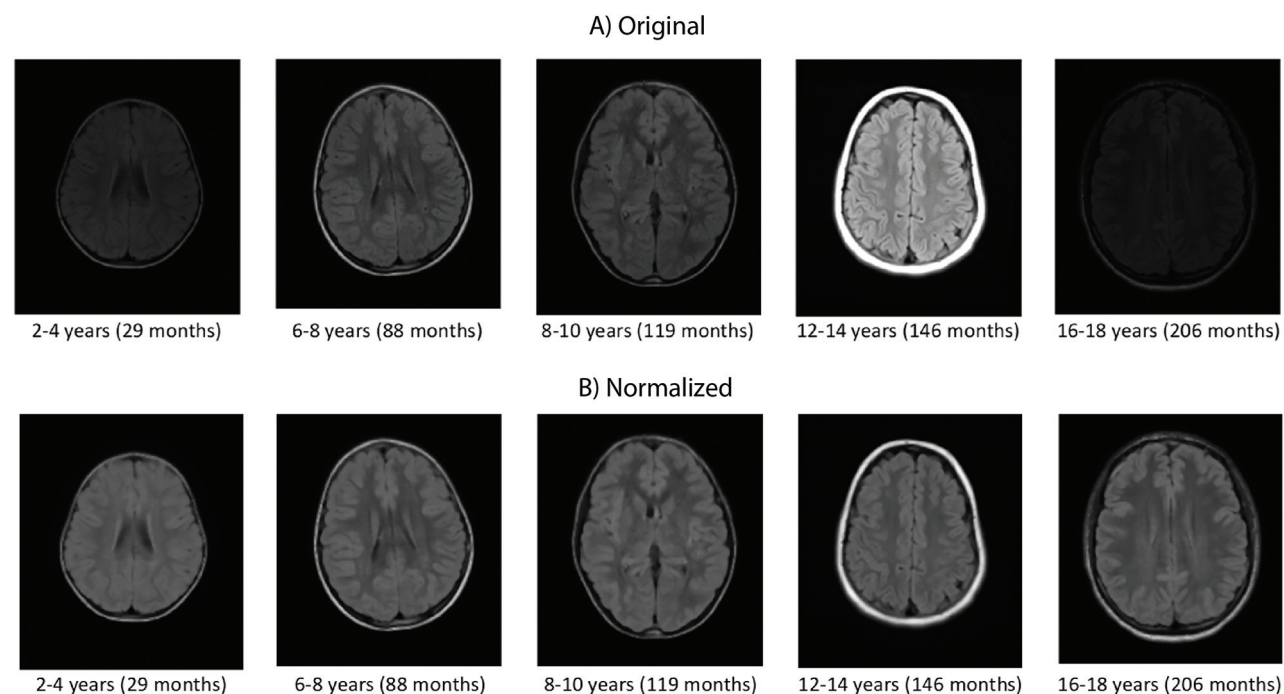 A) Original
2-4 years (29 months)
6-8 years (88 months)
8-10 years (119 months)
12-14 years (146 months)
16-18 years (206 months)
B) Normalized
2-4 years (29 months)
6-8 years (88 months)
8-10 years (119 months)
12-14 years (146 months)
16-18 years (206 months)